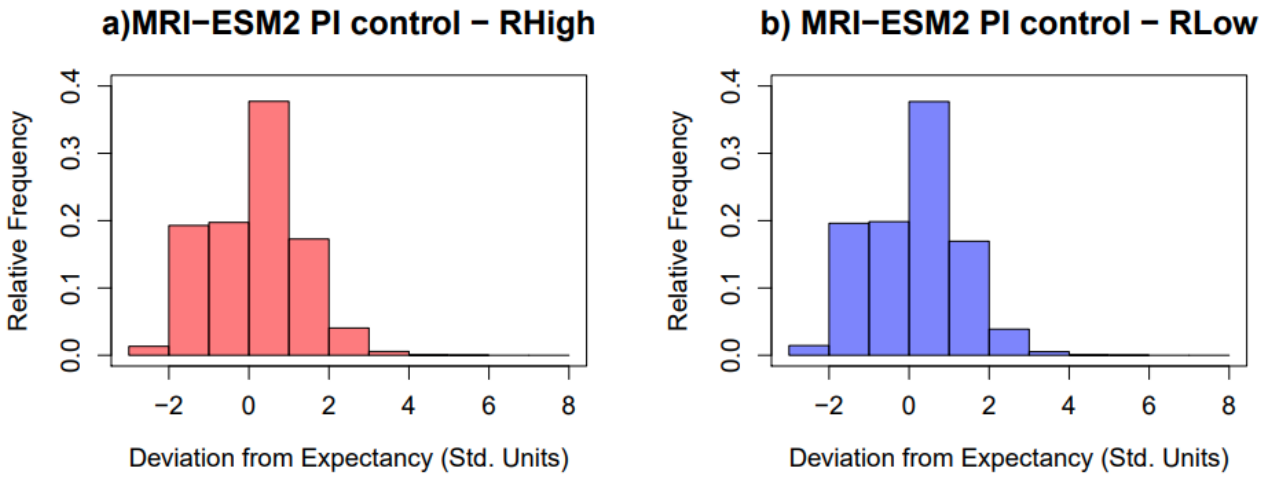 a)MRI−ESM2 PI control − RHigh
Relative Frequency
0.4
0.3
0.2
0.1
0.0
−2 0 2 4 6 8
Deviation from Expectancy (Std. Units)
b) MRI−ESM2 PI control − RLow
Relative Frequency
0.4
0.3
0.2
0.1
0.0
−2 0 2 4 6 8
Deviation from Expectancy (Std. Units)